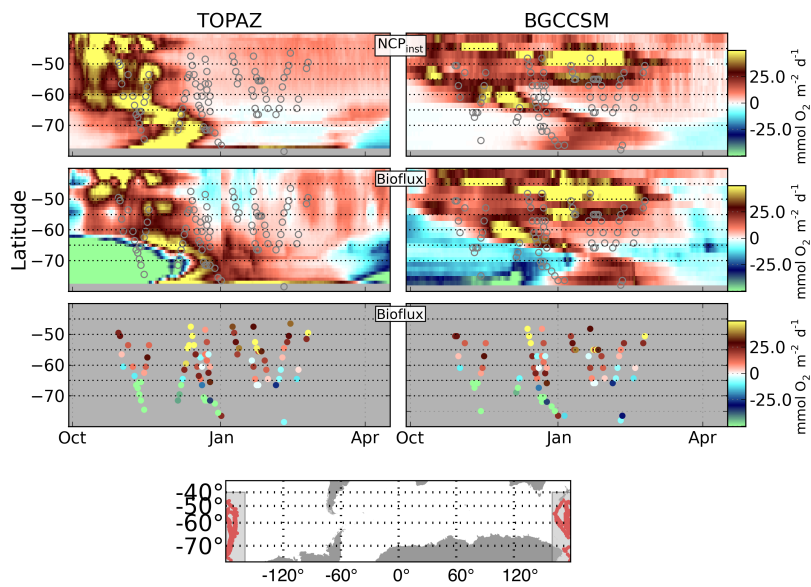 TOPAZ BGCCSM
NCP_inst
−50
−60
−70
25.0
0
-25.0
mmol O₂ m⁻² d⁻¹
Bioflux Bioflux
Latitude
−50
−60
−70
25.0
0
-25.0
mmol O₂ m⁻² d⁻¹
Bioflux
−50
−60
−70
25.0
0
-25.0
mmol O₂ m⁻² d⁻¹
Oct Jan Apr Oct Jan Apr
-40°
-50°
-60°
-70°
-120° -60° 0° 60° 120°